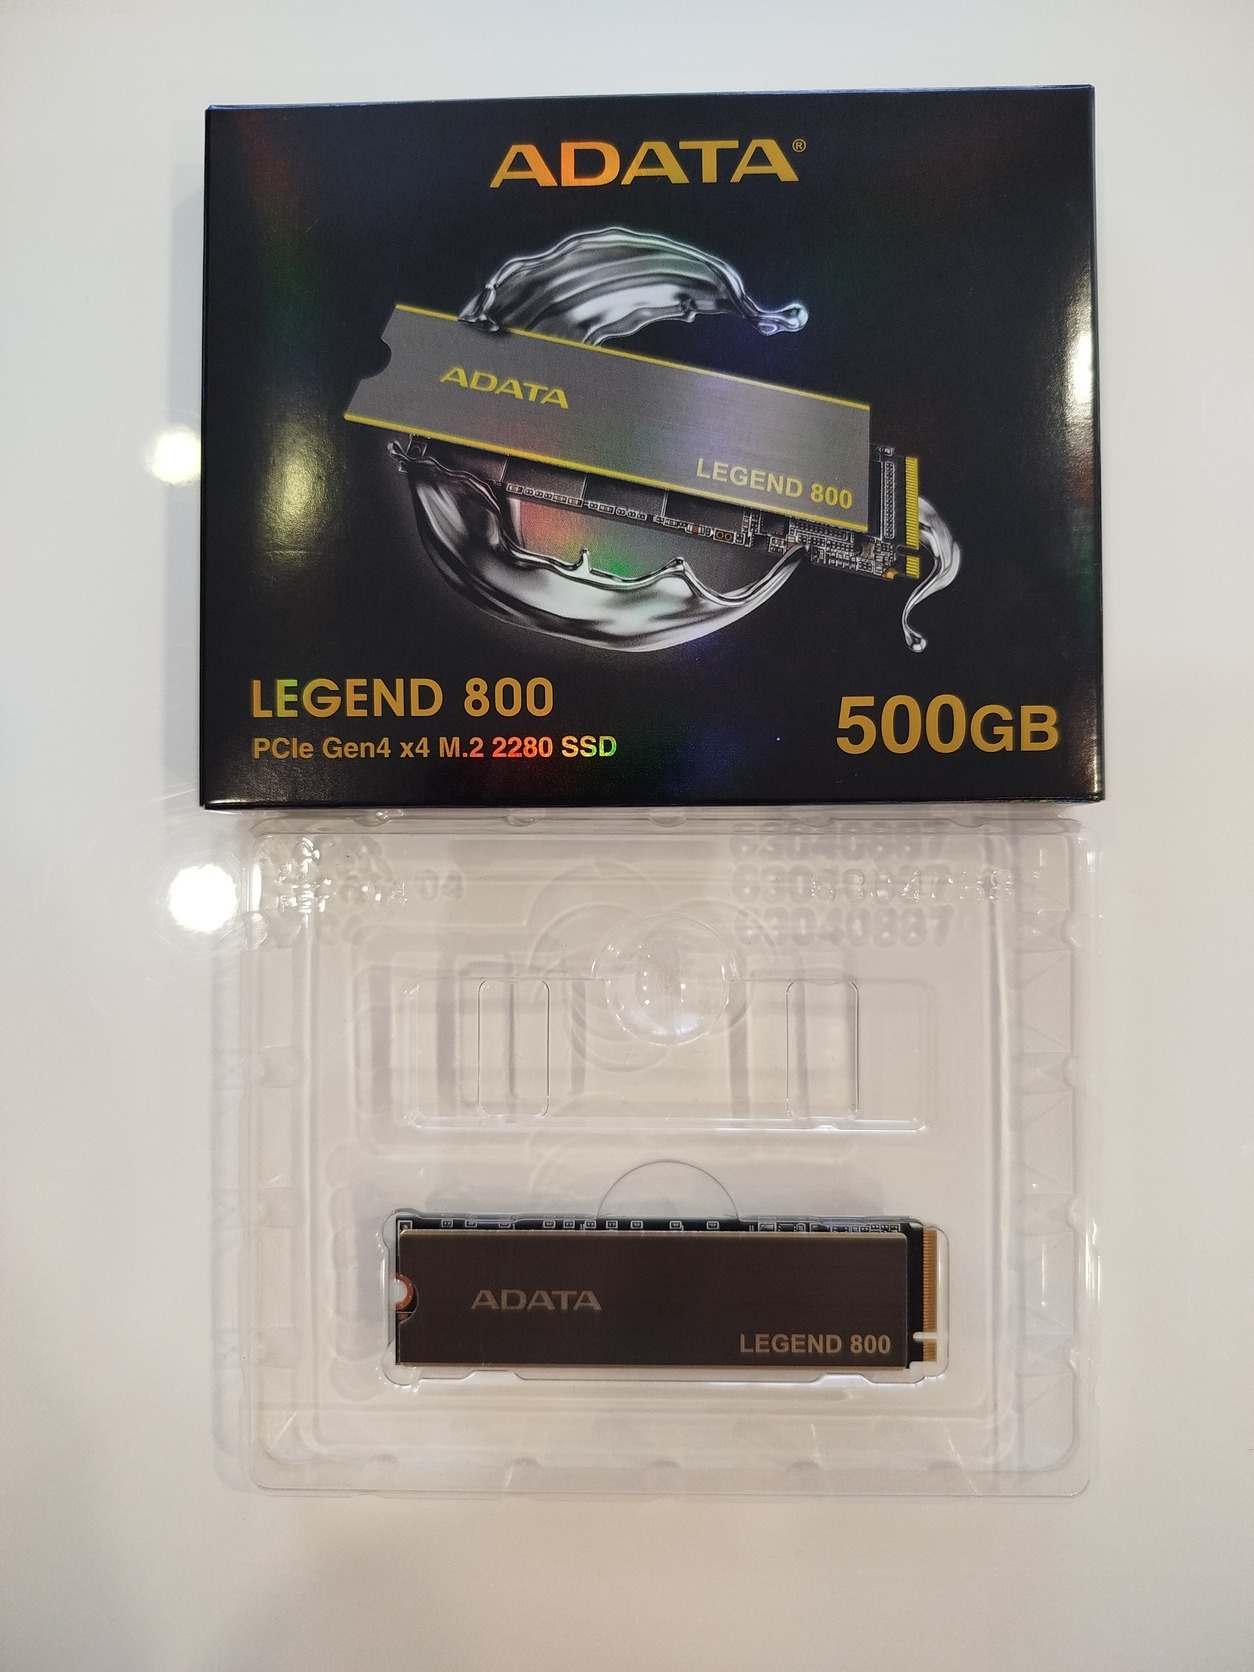 ADATA®
ADATA
LEGEND 800
LEGEND 800
PCIe Gen4 x4 M.2 2280 SSD
500GB
ADATA
LEGEND 800